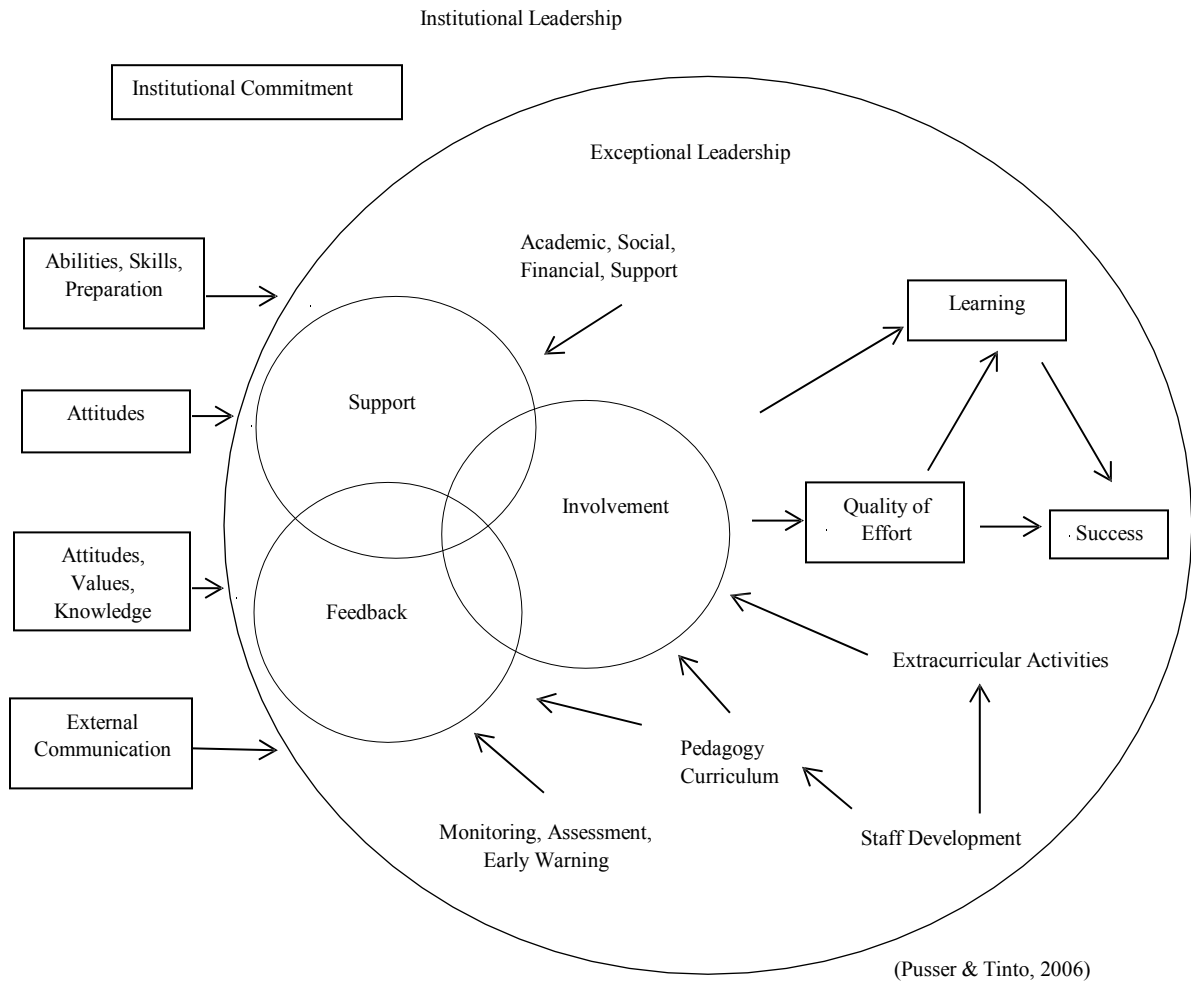 Institutional Leadership
Institutional Commitment
Exceptional Leadership
Academic, Social,
Financial, Support
Abilities, Skills,
Preparation
Learning
Attitudes
Support
Involvement
Quality of
Effort
Success
Attitudes,
Values,
Knowledge
Feedback
Extracurricular Activities
External
Communication
Pedagogy
Curriculum
Monitoring, Assessment,
Early Warning
Staff Development
(Pusser & Tinto, 2006)